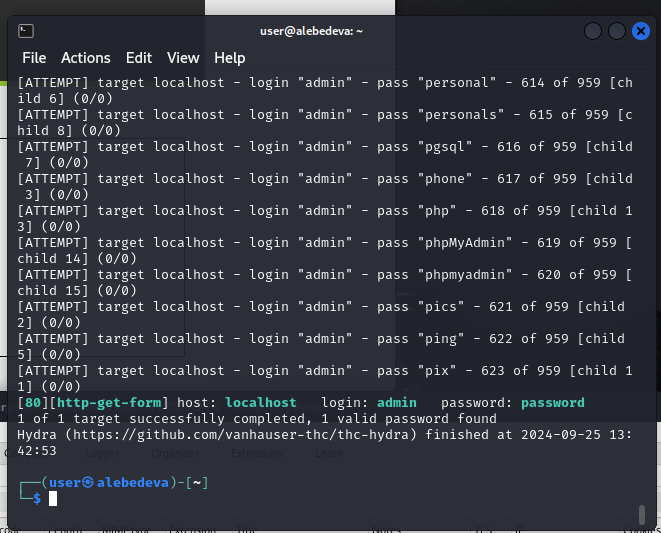 user@alebedeva: ~
File Actions Edit View Help
[ATTEMPT] target localhost - login "admin" - pass "personal" - 614 of 959 [ch
ild 6] (0/0)
[ATTEMPT] target localhost - login "admin" - pass "personals" - 615 of 959 [c
hild 8] (0/0)
[ATTEMPT] target localhost - login "admin" - pass "pgsql" - 616 of 959 [child
 7] (0/0)
[ATTEMPT] target localhost - login "admin" - pass "phone" - 617 of 959 [child
 3] (0/0)
[ATTEMPT] target localhost - login "admin" - pass "php" - 618 of 959 [child 1
3] (0/0)
[ATTEMPT] target localhost - login "admin" - pass "phpMyAdmin" - 619 of 959 [
child 14] (0/0)
[ATTEMPT] target localhost - login "admin" - pass "phpmyadmin" - 620 of 959 [
child 15] (0/0)
[ATTEMPT] target localhost - login "admin" - pass "pics" - 621 of 959 [child
2] (0/0)
[ATTEMPT] target localhost - login "admin" - pass "ping" - 622 of 959 [child
5] (0/0)
[ATTEMPT] target localhost - login "admin" - pass "pix" - 623 of 959 [child 1
1] (0/0)
[80][http-get-form] host: localhost   login: admin   password: password
1 of 1 target successfully completed, 1 valid password found
Hydra (https://github.com/vanhauser-thc/thc-hydra) finished at 2024-09-25 13:
42:53
Logger Organizer Extensions Learn
┌──(user㉿alebedeva)-[~]
└─$